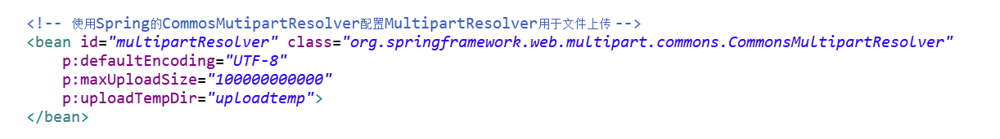 <!-- 使用Spring的CommosMutipartResolver配置MultipartResolver用于文件上传 -->
<bean id="multipartResolver" class="org.springframework.web.multipart.commons.CommonsMultipartResolver"
p:defaultEncoding="UTF-8"
p:maxUploadSize="100000000000"
p:uploadTempDir="uploadtemp">
</bean>